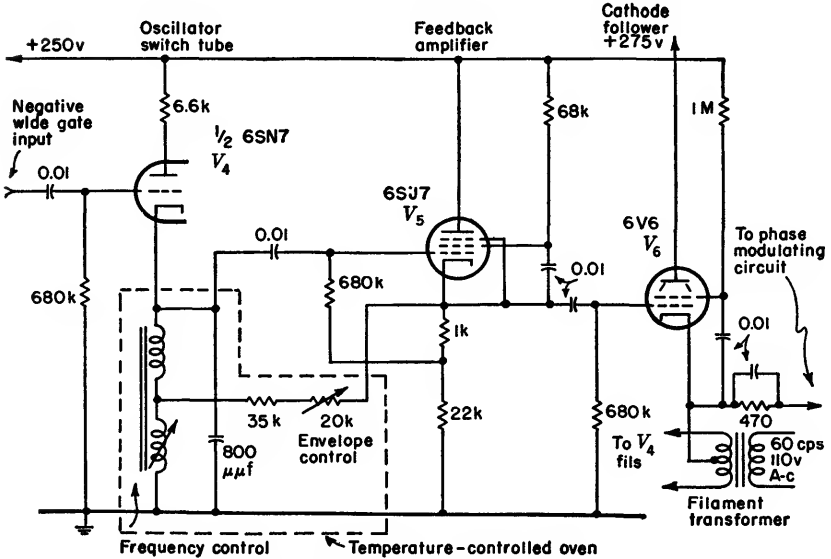 Cathode
follower
+275v
Oscillator
switch tube
Feedback
amplifier
+250v
6.6k
68k
1M
Negative
wide gate
input
1/2 6SN7
V4
0.01
6SJ7
V5
6V6
V6
To phase
modulating
circuit
0.01
0.01
680k
680k
0.01
1k
35k
20k
Envelope
control
22k
680k
470
800
μμf
To V4
fils
60 cps
110v
A-c
Filament
transformer
Frequency control
Temperature-controlled oven